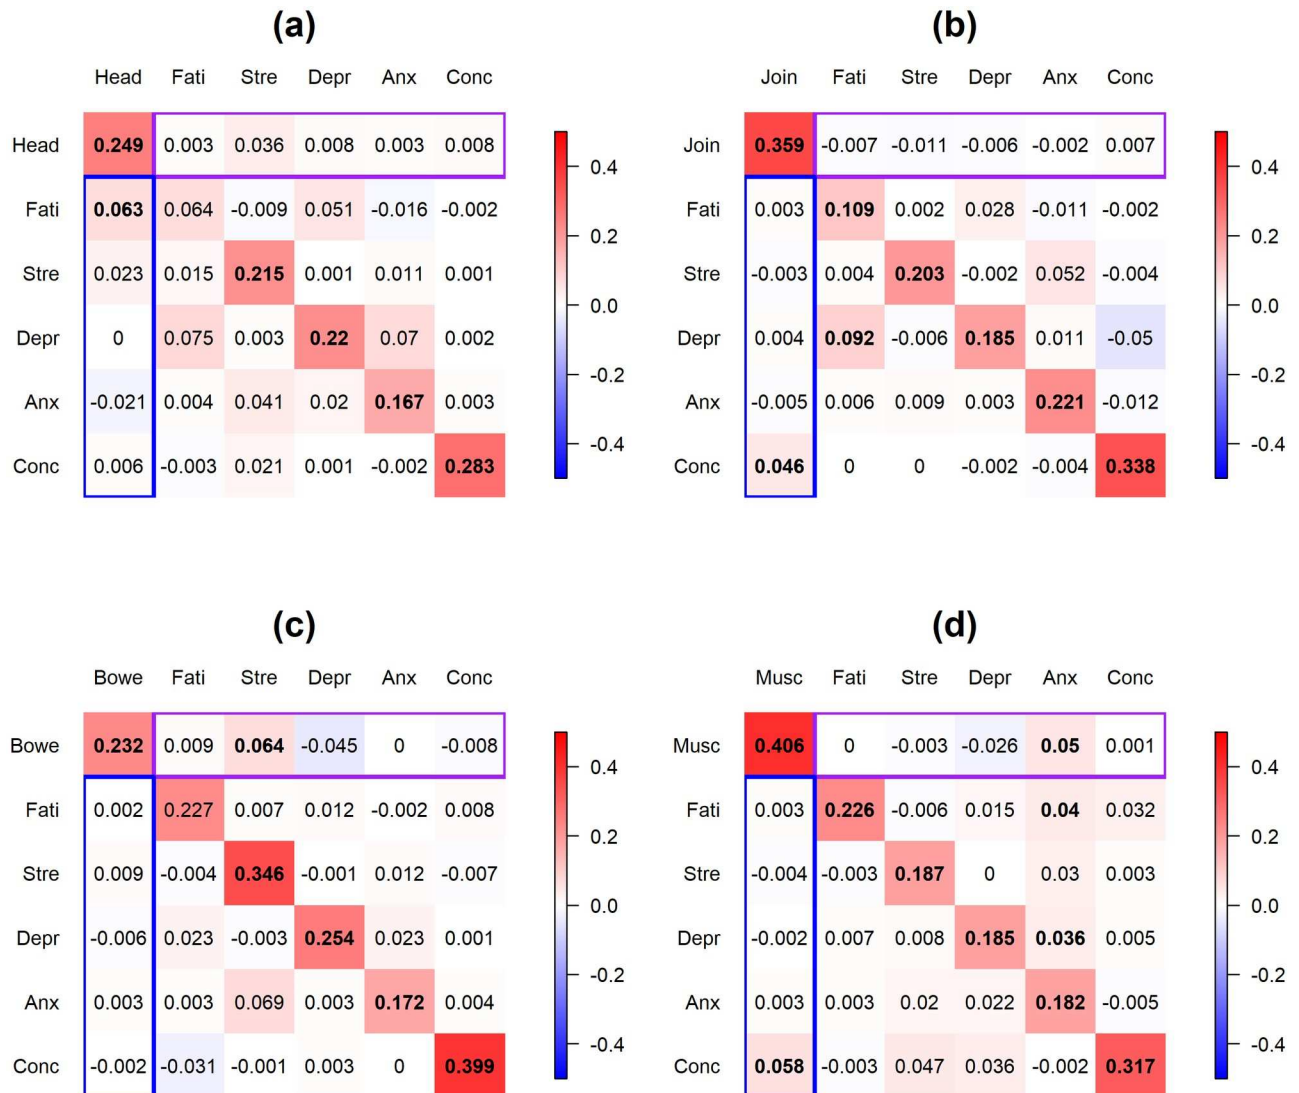 (a) (b)
Head Fati Stre Depr Anx Conc Join Fati Stre Depr Anx Conc
Head 0.249 0.003 0.036 0.008 0.003 0.008 Join 0.359 -0.007 -0.011 -0.006 -0.002 0.007
0.4 0.4
Fati 0.063 0.064 -0.009 0.051 -0.016 -0.002 Fati 0.003 0.109 0.002 0.028 -0.011 -0.002
0.2 0.2
Stre 0.023 0.015 0.215 0.001 0.011 0.001 Stre -0.003 0.004 0.203 -0.002 0.052 -0.004
0.0 0.0
Depr 0 0.075 0.003 0.22 0.07 0.002 Depr 0.004 0.092 -0.006 0.185 0.011 -0.05
-0.2 -0.2
Anx -0.021 0.004 0.041 0.02 0.167 0.003 Anx -0.005 0.006 0.009 0.003 0.221 -0.012
-0.4 -0.4
Conc 0.006 -0.003 0.021 0.001 -0.002 0.283 Conc 0.046 0 0 -0.002 -0.004 0.338
(c) (d)
Bowe Fati Stre Depr Anx Conc Musc Fati Stre Depr Anx Conc
Bowe 0.232 0.009 0.064 -0.045 0 -0.008 Musc 0.406 0 -0.003 -0.026 0.05 0.001
0.4 0.4
Fati 0.002 0.227 0.007 0.012 -0.002 0.008 Fati 0.003 0.226 -0.006 0.015 0.04 0.032
0.2 0.2
Stre 0.009 -0.004 0.346 -0.001 0.012 -0.007 Stre -0.004 -0.003 0.187 0 0.03 0.003
0.0 0.0
Depr -0.006 0.023 -0.003 0.254 0.023 0.001 Depr -0.002 0.007 0.008 0.185 0.036 0.005
-0.2 -0.2
Anx 0.003 0.003 0.069 0.003 0.172 0.004 Anx 0.003 0.003 0.02 0.022 0.182 -0.005
-0.4 -0.4
Conc -0.002 -0.031 -0.001 0.003 0 0.399 Conc 0.058 -0.003 0.047 0.036 -0.002 0.317